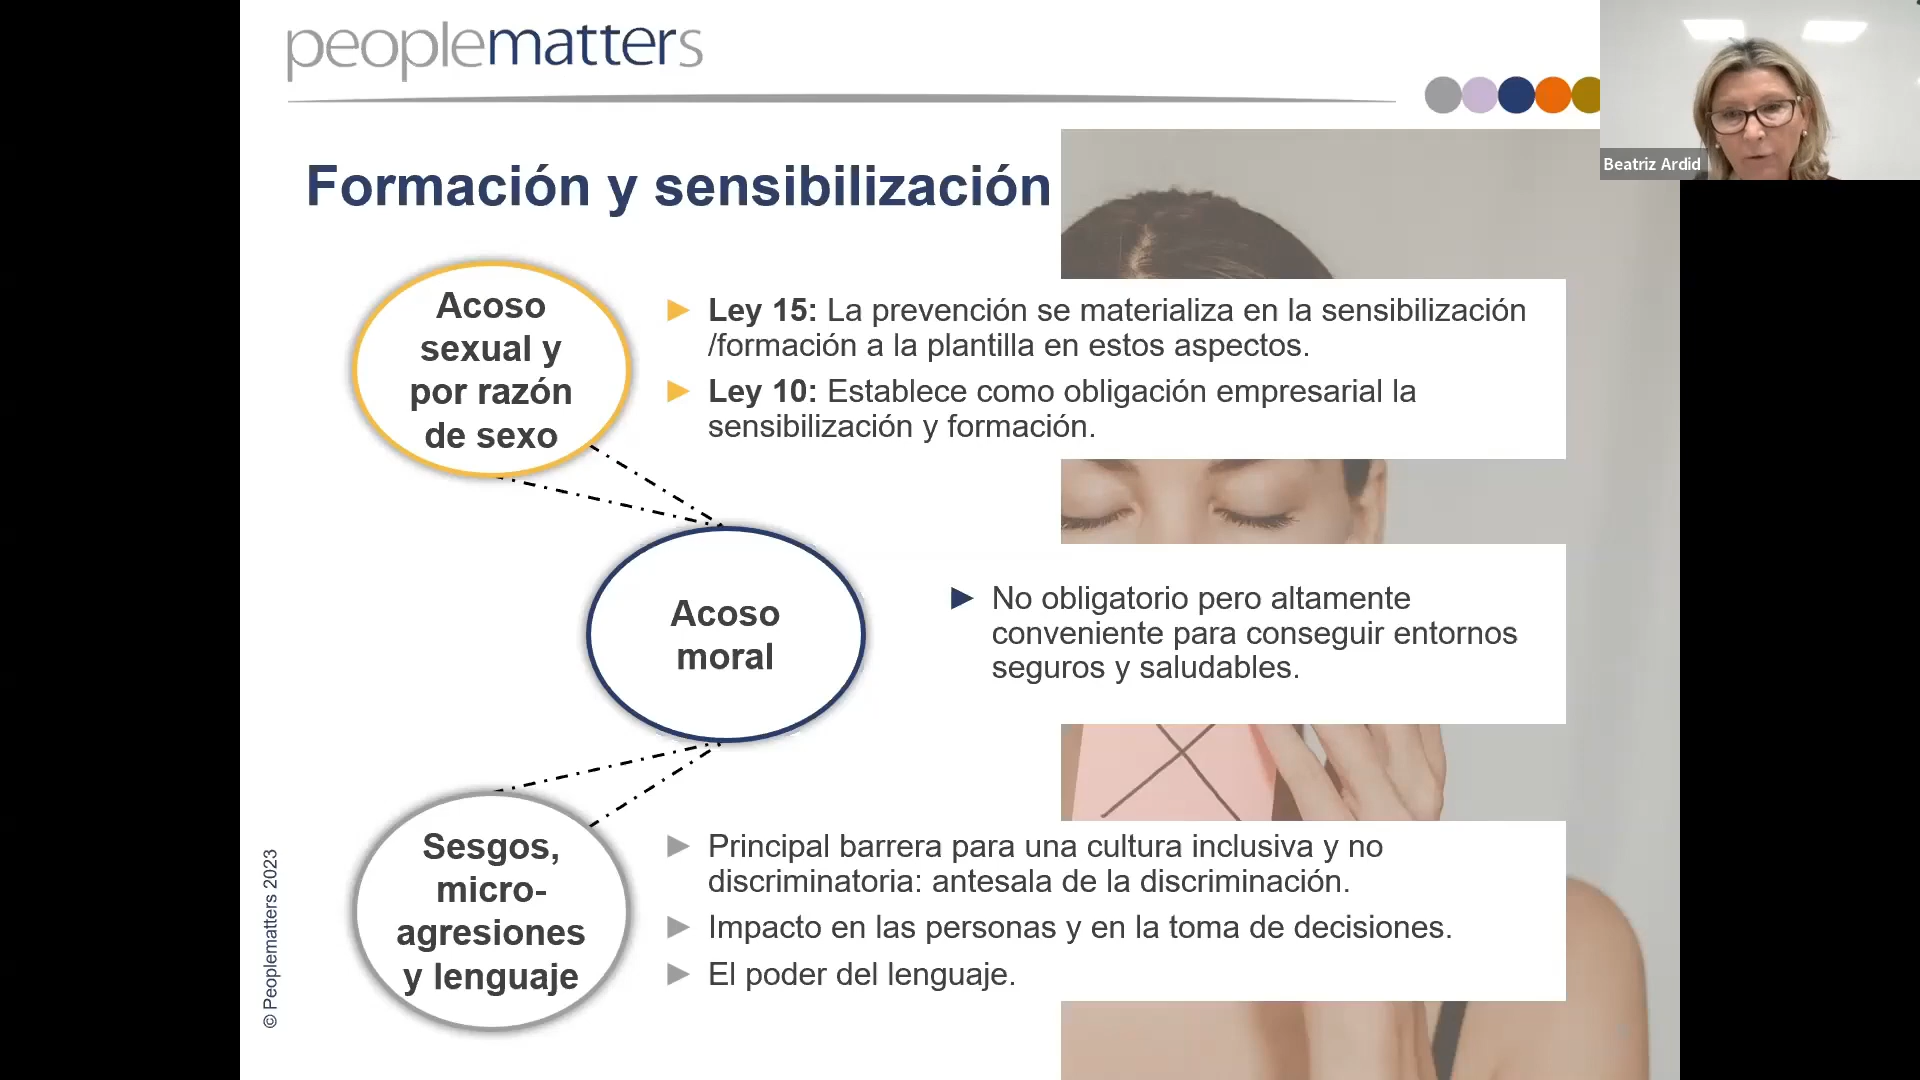 peoplematters
Beatriz Ardid
Formación y sensibilización
Acoso
sexual y
por razón
de sexo
Ley 15: La prevención se materializa en la sensibilización
/formación a la plantilla en estos aspectos.
Ley 10: Establece como obligación empresarial la
sensibilización y formación.
Acoso
moral
No obligatorio pero altamente
conveniente para conseguir entornos
seguros y saludables.
Sesgos,
micro-
agresiones
y lenguaje
Principal barrera para una cultura inclusiva y no
discriminatoria: antesala de la discriminación.
Impacto en las personas y en la toma de decisiones.
El poder del lenguaje.
© Peoplematters 2023